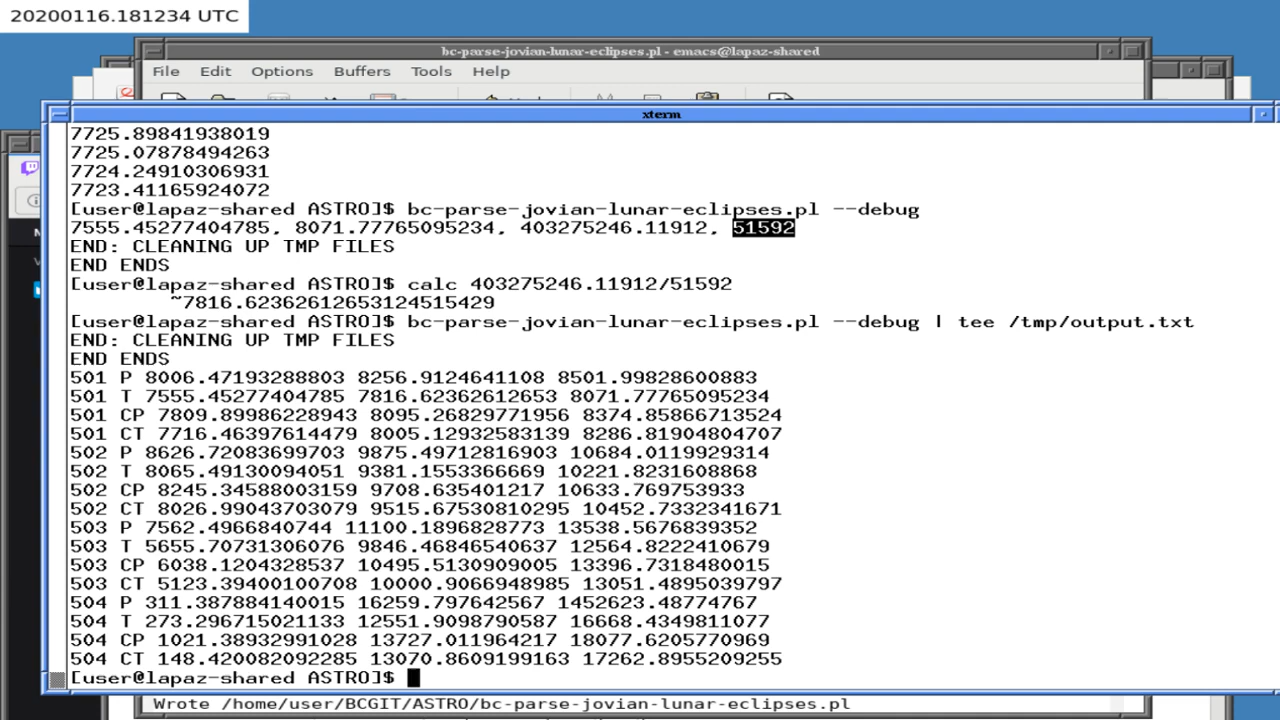 20200116.181234 UTC
bc-parse-jovian-lunar-eclipses.pl - emacs@lapaz-shared
File Edit Options Buffers Tools Help
xterm
7725.89841938019
7725.07878494263
7724.24910306931
7723.41165924072
[user@lapaz-shared ASTRO]$ bc-parse-jovian-lunar-eclipses.pl --debug
7555.45277404785, 8071.77765095234, 403275246.11912, 51592
END: CLEANING UP TMP FILES
END ENDS
[user@lapaz-shared ASTRO]$ calc 403275246.11912/51592
~7816.62362612653124515429
[user@lapaz-shared ASTRO]$ bc-parse-jovian-lunar-eclipses.pl --debug | tee /tmp/output.txt
END: CLEANING UP TMP FILES
END ENDS
501 P 8006.47193288803 8256.9124641108 8501.99828600883
501 T 7555.45277404785 7816.62362612653 8071.77765095234
501 CP 7809.89986228943 8095.26829771956 8374.85866713524
501 CT 7716.46397614479 8005.12932583139 8286.81904804707
502 P 8626.72083699703 9875.49712816903 10684.0119929314
502 T 8065.49130094051 9381.1553366669 10221.8231608868
502 CP 8245.34588003159 9708.635401217 10633.769753933
502 CT 8026.99043703079 9515.67530810295 10452.7332341671
503 P 7562.4966840744 11100.1896828773 13538.5676839352
503 T 5655.70731306076 9846.46846540637 12564.8222410679
503 CP 6038.1204328537 10495.5130909005 13396.7318480015
503 CT 5123.39400100708 10000.9066948985 13051.4895039797
504 P 311.387884140015 16259.797642567 1452623.48774767
504 T 273.296715021133 12551.9098790587 16668.4349811077
504 CP 1021.38932991028 13727.011964217 18077.6205770969
504 CT 148.420082092285 13070.8609199163 17262.8955209255
[user@lapaz-shared ASTRO]$
Wrote /home/user/BCGIT/ASTRO/bc-parse-jovian-lunar-eclipses.pl